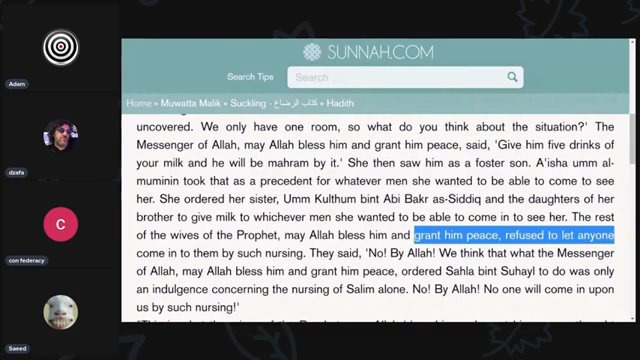 SUNNAH.COM
Search Tips
Search ...
Home » Muwatta Malik » Suckling - كتاب الرضاع » Hadith
uncovered. We only have one room, so what do you think about the situation?' The
Messenger of Allah, may Allah bless him and grant him peace, said, 'Give him five drinks of
your milk and he will be mahram by it.' She then saw him as a foster son. A'isha umm al-
muminin took that as a precedent for whatever men she wanted to be able to come to see
her. She ordered her sister, Umm Kulthum bint Abi Bakr as-Siddiq and the daughters of her
brother to give milk to whichever men she wanted to be able to come in to see her. The rest
of the wives of the Prophet, may Allah bless him and grant him peace, refused to let anyone
come in to them by such nursing. They said, 'No! By Allah! We think that what the Messenger
of Allah, may Allah bless him and grant him peace, ordered Sahla bint Suhayl to do was only
an indulgence concerning the nursing of Salim alone. No! By Allah! No one will come in upon
us by such nursing!'
Adam
dzafa
C
con federacy
Saeed